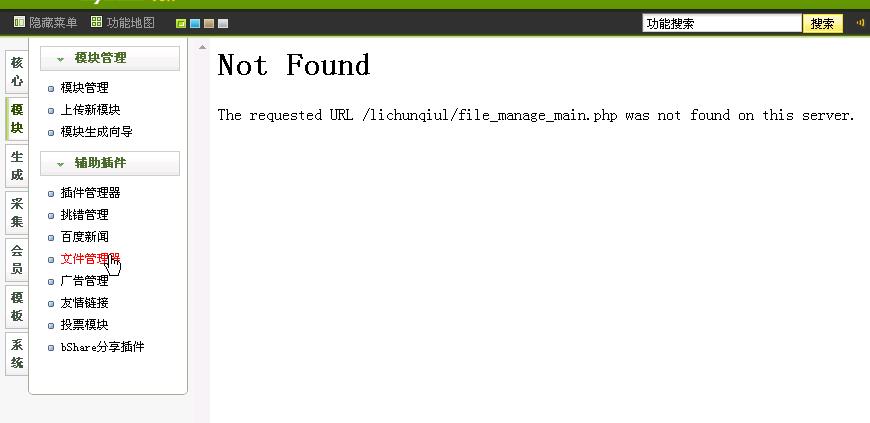 隐藏菜单 功能地图 功能搜索 搜索
核心
模块
生成
采集
会员
模板
系统
模块管理
模块管理
上传新模块
模块生成向导
辅助插件
插件管理器
挑错管理
百度新闻
文件管理器
广告管理
友情链接
投票模块
bShare分享插件
Not Found
The requested URL /lichunqiul/file_manage_main.php was not found on this server.